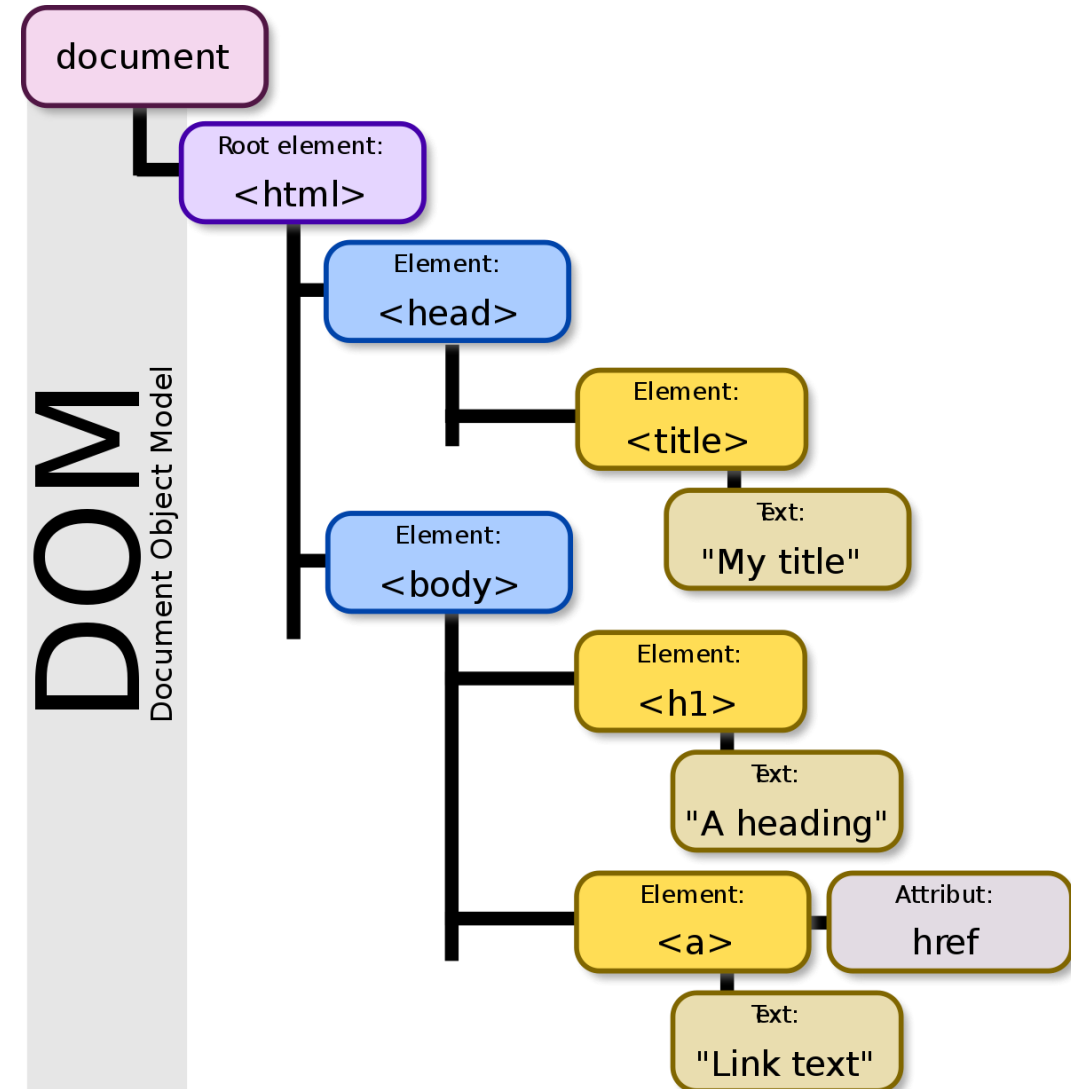 document
Root element:
<html>
Element:
<head>
Element:
<title>
Text:
"My title"
Element:
<body>
Element:
<h1>
Text:
"A heading"
Element:
<a>
Attribut:
href
Text:
"Link text"
DOM
Document Object Model